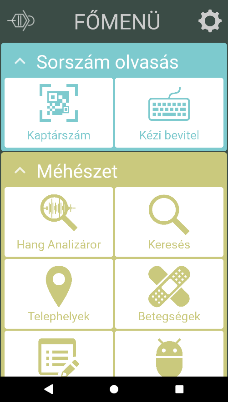 FŐMENÜ
Sorszám olvasás
Kaptárszám
Kézi bevitel
Méhészet
Hang Analizáror
Keresés
Telephelyek
Betegségek